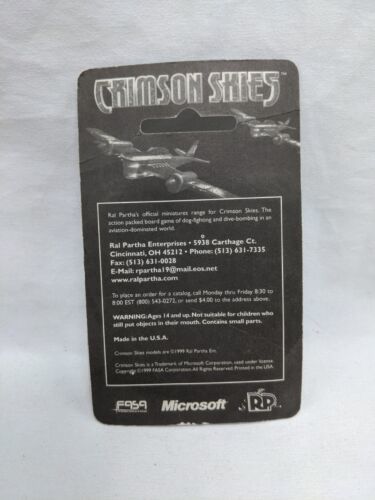 CRIMSON SKIES™
Ral Partha's official miniatures range for Crimson Skies. The
action packed board game of dog-fighting and dive-bombing in an
aviation-dominated world.
Ral Partha Enterprises • 5938 Carthage Ct.
Cincinnati, OH 45212 • Phone: (513) 631-7335
Fax: (513) 631-0028
E-Mail: rpartha19@mail.eos.net
www.ralpartha.com
To place an order for a catalog, call Monday thru Friday 8:30 to
8:00 EST (800) 543-0272, or send $4.00 to the address above.
WARNING: Ages 14 and up. Not suitable for children who
still put objects in their mouth. Contains small parts.
Made in the U.S.A.
Crimson Skies models are ©1999 Ral Partha Ent.
Crimson Skies is a Trademark of Microsoft Corporation, used under license.
Copyright ©1999 FASA Corporation. All Rights Reserved. Printed in the USA.
FASA
Microsoft
RP